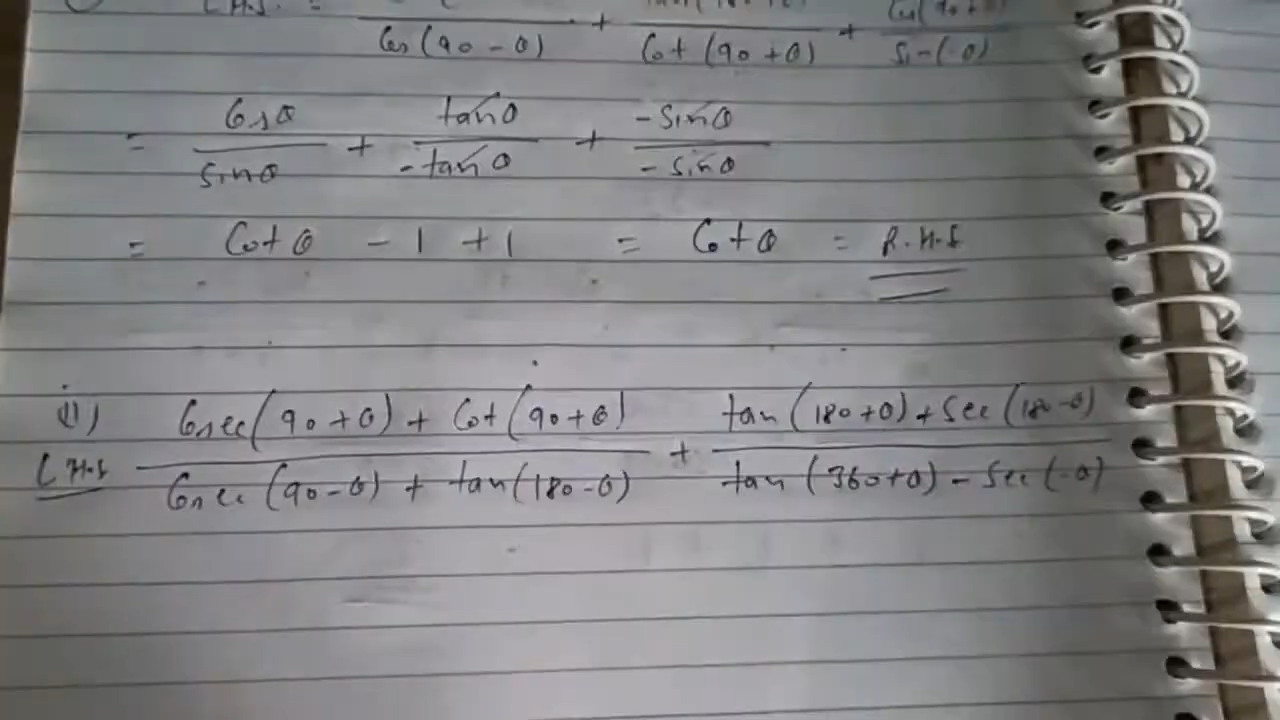 L.H.S. =
Cos(90-θ) + Cot(90+θ) + Sin(-θ)
= Cosθ/sinθ + tanθ/-tanθ + -sinθ/-sinθ
= Cotθ -1 +1 = Cotθ = R.H.S
ii) Cosec(90+θ) + Cot(90+θ) / Cosec(90-θ) + tan(180-θ) + tan(180+θ) + Sec(180-θ) / tan(360+θ) - Sec(-θ)
L.H.S